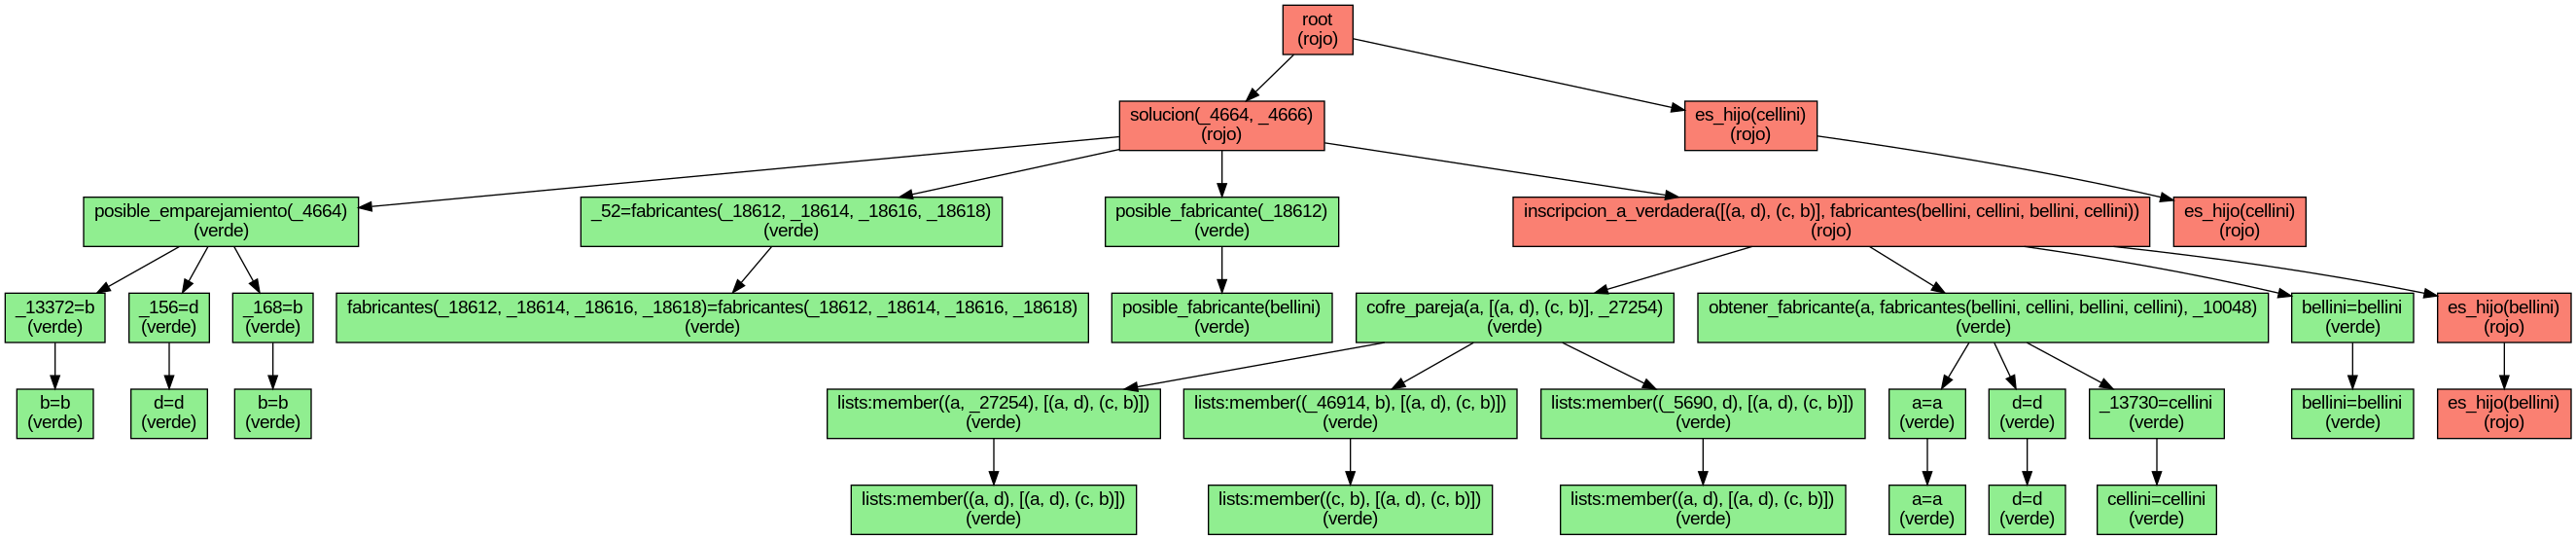 root
(rojo)
solucion(_4664, _4666)
(rojo)
es_hijo(cellini)
(rojo)
posible_emparejamiento(_4664)
(verde)
_52=fabricantes(_18612, _18614, _18616, _18618)
(verde)
posible_fabricante(_18612)
(verde)
inscripcion_a_verdadera([(a, d), (c, b)], fabricantes(bellini, cellini, bellini, cellini))
(rojo)
es_hijo(cellini)
(rojo)
_13372=b
(verde)
_156=d
(verde)
_168=b
(verde)
fabricantes(_18612, _18614, _18616, _18618)=fabricantes(_18612, _18614, _18616, _18618)
(verde)
posible_fabricante(bellini)
(verde)
cofre_pareja(a, [(a, d), (c, b)], _27254)
(verde)
obtener_fabricante(a, fabricantes(bellini, cellini, bellini, cellini), _10048)
(verde)
bellini=bellini
(verde)
es_hijo(bellini)
(rojo)
b=b
(verde)
d=d
(verde)
b=b
(verde)
lists:member((a, _27254), [(a, d), (c, b)])
(verde)
lists:member((_46914, b), [(a, d), (c, b)])
(verde)
lists:member((_5690, d), [(a, d), (c, b)])
(verde)
a=a
(verde)
d=d
(verde)
_13730=cellini
(verde)
bellini=bellini
(verde)
es_hijo(bellini)
(rojo)
lists:member((a, d), [(a, d), (c, b)])
(verde)
lists:member((c, b), [(a, d), (c, b)])
(verde)
lists:member((a, d), [(a, d), (c, b)])
(verde)
a=a
(verde)
d=d
(verde)
cellini=cellini
(verde)